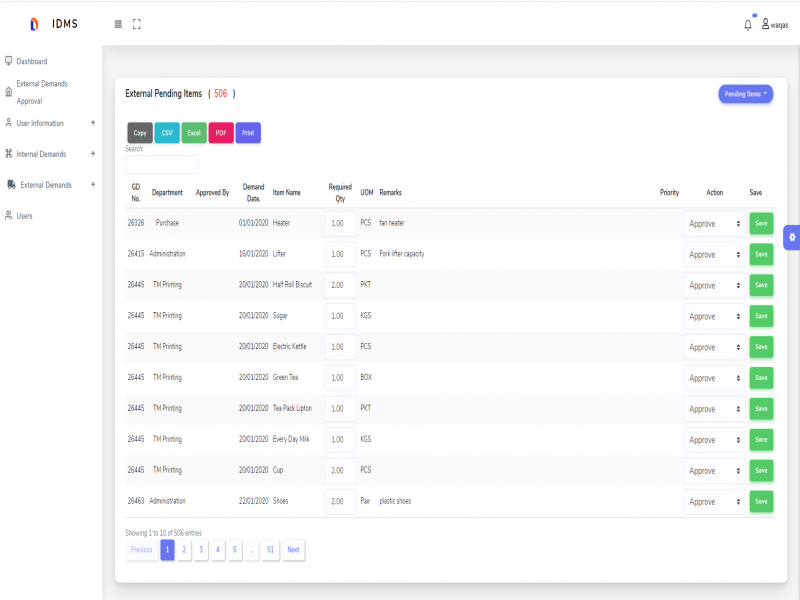 IDMS
waqas
Dashboard
External Demands
Approval
User Information +
Internal Demands +
External Demands +
Users
External Pending Items ( 506 )
Pending Items
Copy CSV Excel PDF Print
Search:
GD No. Department Approved By Demand Date. Item Name Required Qty UOM Remarks Priority Action Save
26326 Purchase 01/01/2020 Heater 1.00 PCS fan heater Approve Save
26415 Administration 16/01/2020 Lifter 1.00 PCS Fork lifter capacity Approve Save
26445 TM Printing 20/01/2020 Half Roll Biscuit 2.00 PKT Approve Save
26445 TM Printing 20/01/2020 Sugar 1.00 KGS Approve Save
26445 TM Printing 20/01/2020 Electric Kettle 1.00 PCS Approve Save
26445 TM Printing 20/01/2020 Green Tea 1.00 BOX Approve Save
26445 TM Printing 20/01/2020 Tea Pack Lipton 1.00 PKT Approve Save
26445 TM Printing 20/01/2020 Every Day Milk 1.00 KGS Approve Save
26445 TM Printing 20/01/2020 Cup 2.00 PCS Approve Save
26463 Administration 22/01/2020 Shoes 2.00 Pair plastic shoes Approve Save
Showing 1 to 10 of 506 entries
Previous 1 2 3 4 5 ... 51 Next